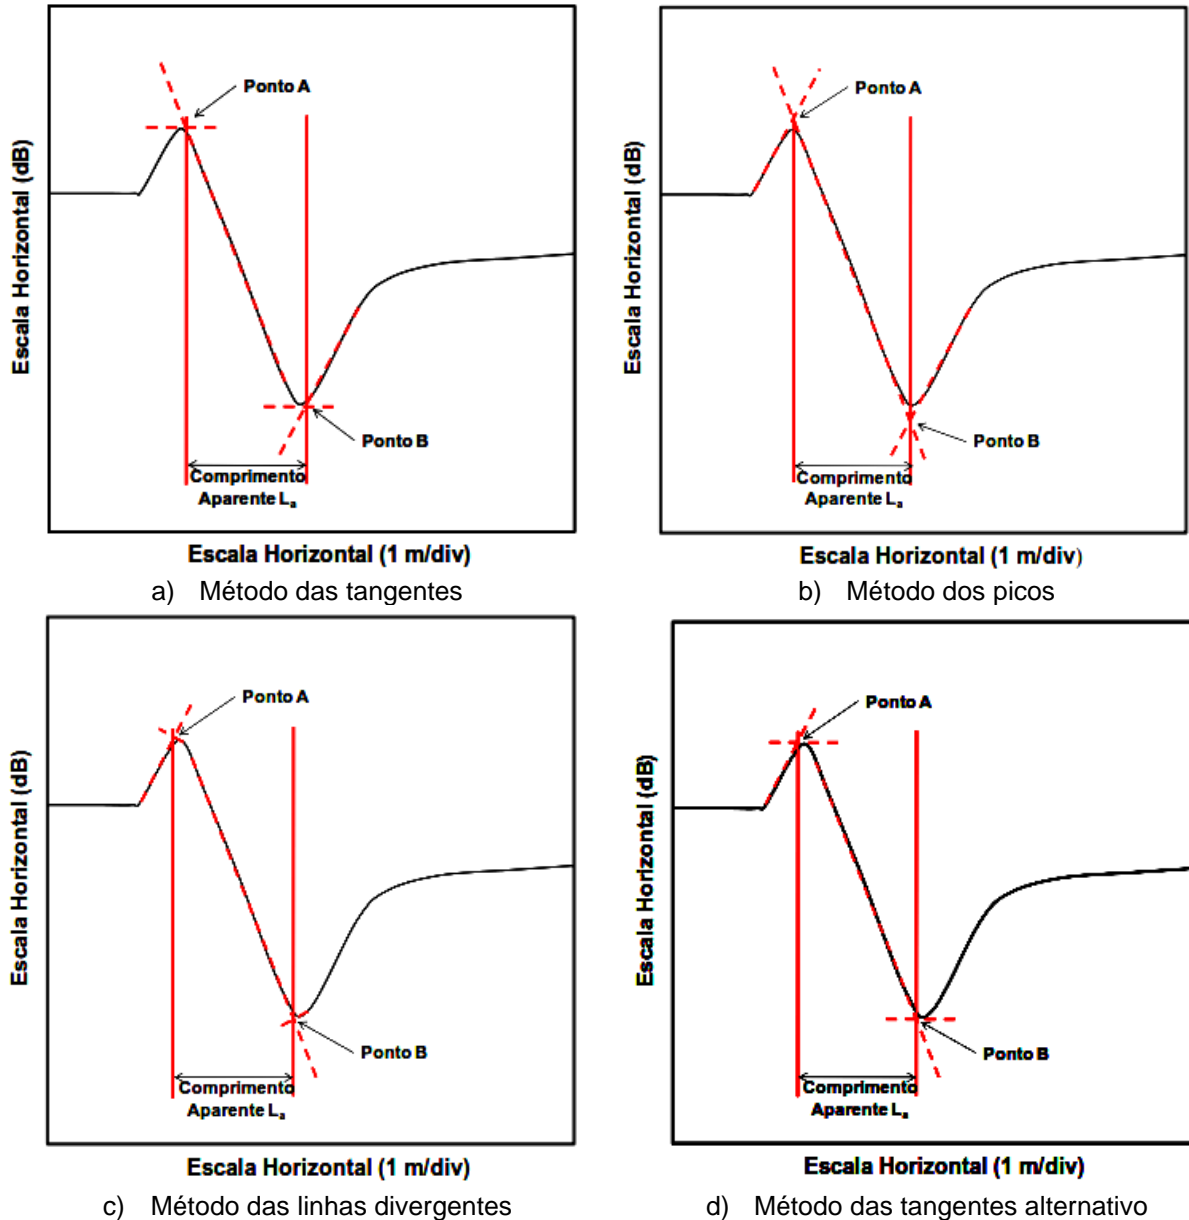 Ponto A
Escala Horizontal (dB)
Ponto B
Comprimento
Aparente Lₐ
Escala Horizontal (1 m/div)
a) Método das tangentes
Ponto A
Escala Horizontal (dB)
Ponto B
Comprimento
Aparente Lₐ
Escala Horizontal (1 m/div)
b) Método dos picos
Ponto A
Escala Horizontal (dB)
Ponto B
Comprimento
Aparente Lₐ
Escala Horizontal (1 m/div)
c) Método das linhas divergentes
Ponto A
Escala Horizontal (dB)
Ponto B
Comprimento
Aparente Lₐ
Escala Horizontal (1 m/div)
d) Método das tangentes alternativo